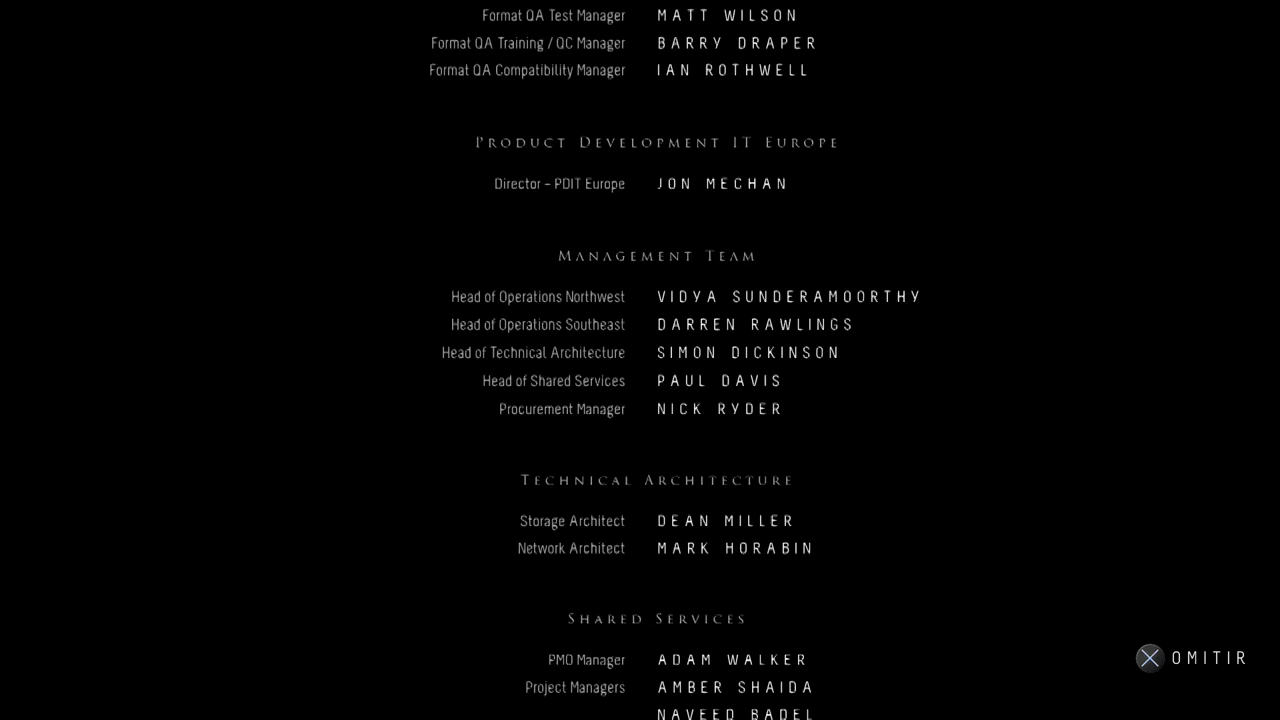 Format QA Test Manager MATT WILSON
Format QA Training / QC Manager BARRY DRAPER
Format QA Compatibility Manager IAN ROTHWELL
PRODUCT DEVELOPMENT IT EUROPE
Director – PDIT Europe JON MECHAN
MANAGEMENT TEAM
Head of Operations Northwest VIDYA SUNDERAMOORTHY
Head of Operations Southeast DARREN RAWLINGS
Head of Technical Architecture SIMON DICKINSON
Head of Shared Services PAUL DAVIS
Procurement Manager NICK RYDER
TECHNICAL ARCHITECTURE
Storage Architect DEAN MILLER
Network Architect MARK HORABIN
SHARED SERVICES
PMO Manager ADAM WALKER
Project Managers AMBER SHAIDA
NAVEED BADEL
OMITIR